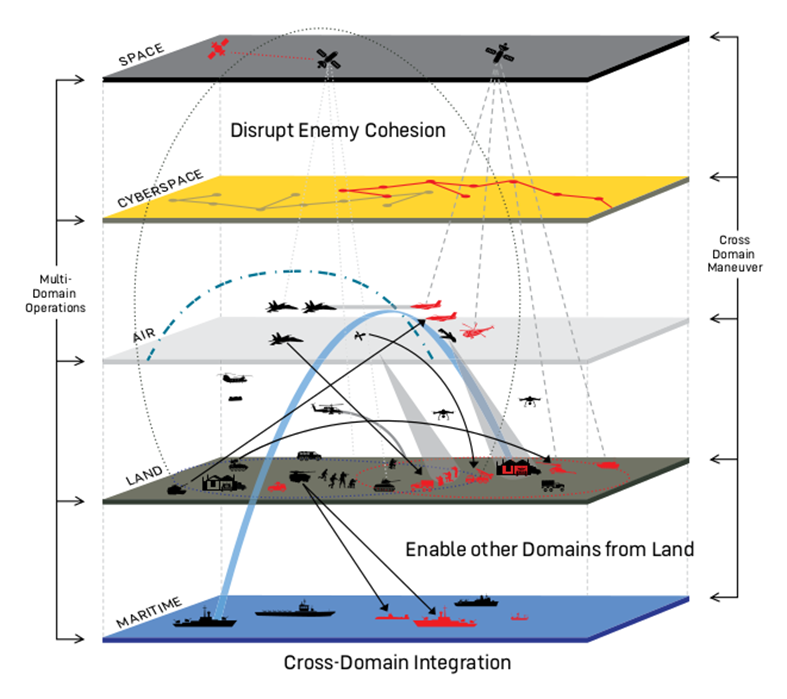 SPACE
Disrupt Enemy Cohesion
CYBERSPACE
Cross
Domain
Maneuver
Multi-
Domain
Operations
AIR
LAND
Enable other Domains from Land
MARITIME
Cross-Domain Integration